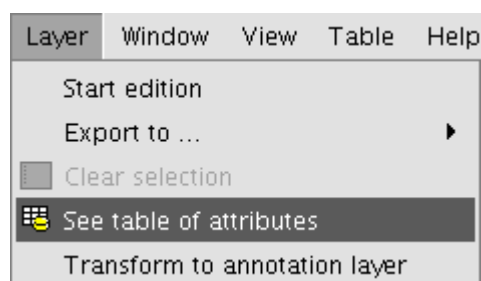 Layer Window View Table Help
Start edition
Export to ...
Clear selection
See table of attributes
Transform to annotation layer